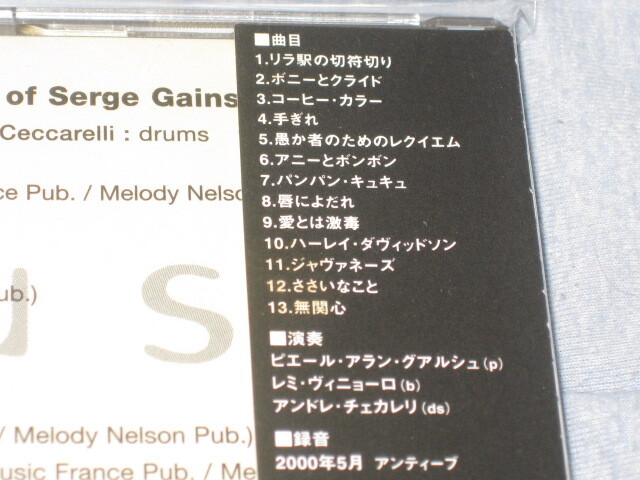 of Serge Gains
Ceccarelli : drums
Pub. / Melody Nelso
ub.)
/ Melody Nelson Pub.)
usic France Pub. / Me
■曲目
1.リラ駅の切符切り
2.ボニーとクライド
3.コーヒー・カラー
4.手ぎれ
5.愚か者のためのレクイエム
6.アニーとボンボン
7.パンパン・キュキュ
8.唇によだれ
9.愛とは激毒
10.ハーレイ・ダヴィッドソン
11.ジャヴァネーズ
12.ささいなこと
13.無関心
■演奏
ピエール・アラン・グアルシュ(p)
レミ・ヴィニョーロ(b)
アンドレ・チェカレリ(ds)
■録音
2000年5月 アンティーブ